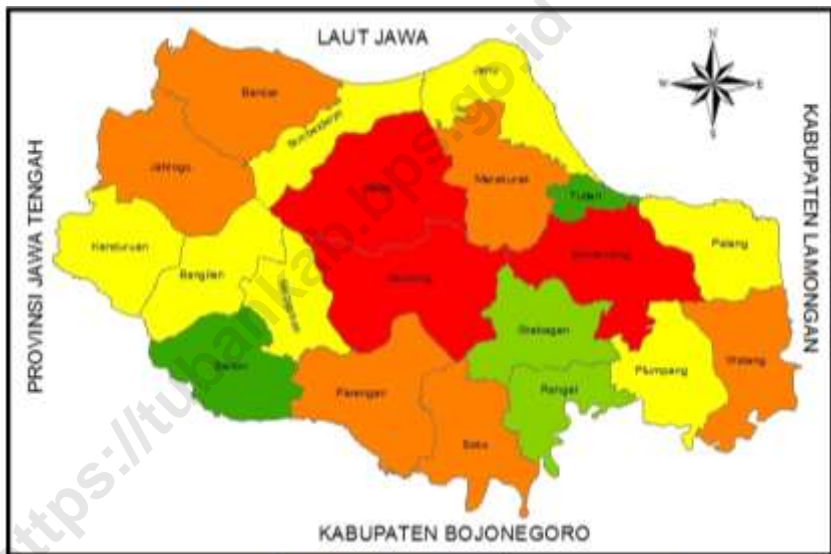 LAUT JAWA
N
W
E
S
PROVINSI JAWA TENGAH
KABUPATEN LAMONGAN
Bancar
Jenu
Jatirogo
Merakurak
Tuban
Palang
Kenduruan
Bangilan
Semanding
Grabagan
Plumpang
Widang
Senori
Parengan
Rengel
Soko
KABUPATEN BOJONEGORO
https://tubankab.bps.go.id